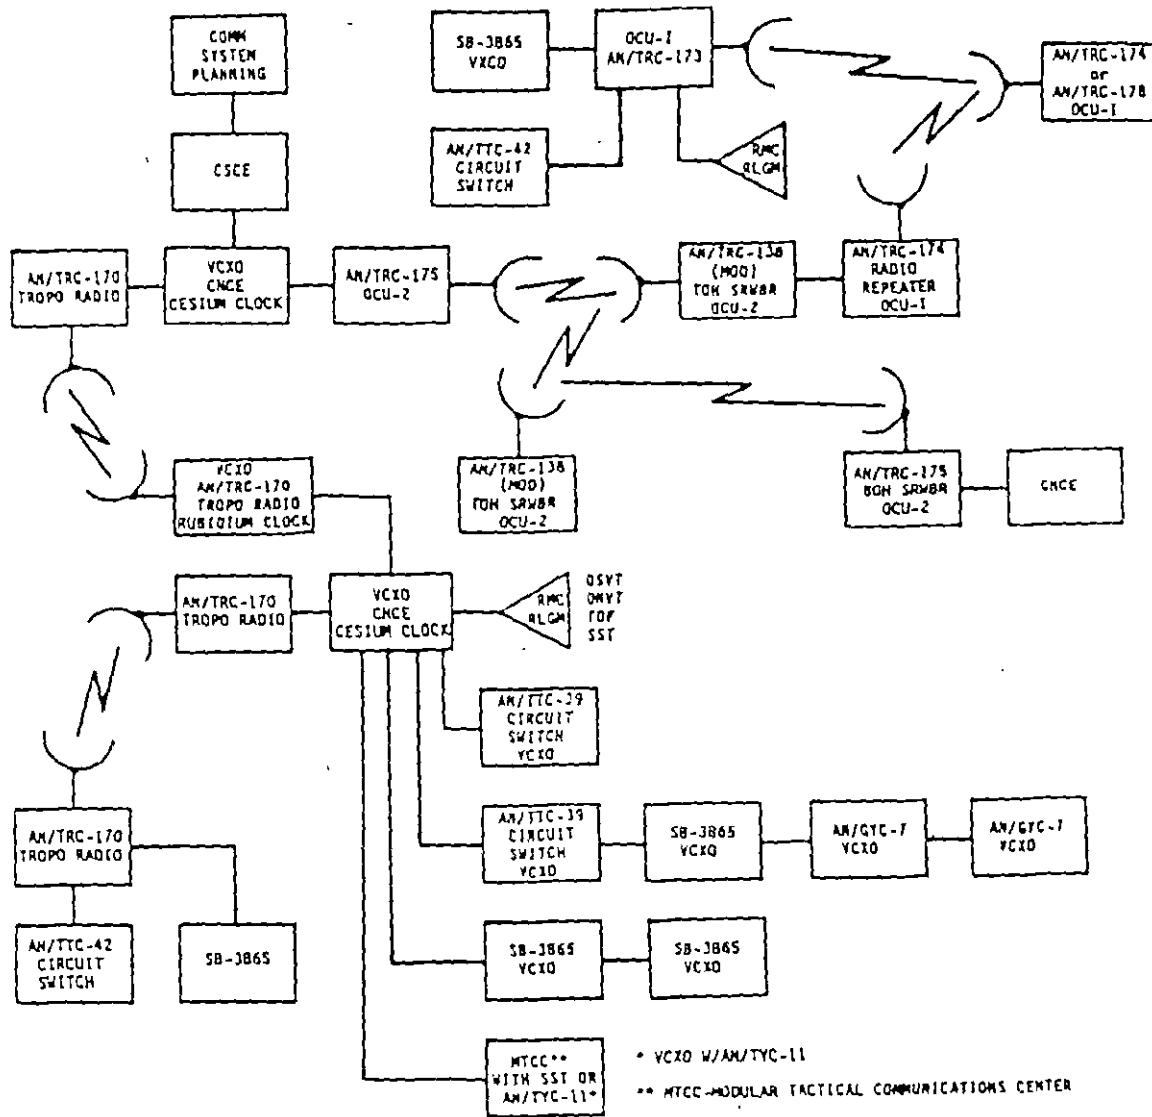 COMM
SYSTEM
PLANNING
SB-3865
VXCO
OCU-I
AN/TRC-173
AN/TRC-174
or
AN/TRC-178
OCU-I
CSCE
AN/TTC-42
CIRCUIT
SWITCH
RMC
RLGM
AN/TRC-170
TROPO RADIO
VCXO
CNCE
CESIUM CLOCK
AN/TRC-175
OCU-2
AN/TRC-138
(MOD)
TOH SRWBR
OCU-2
AN/TRC-174
RADIO
REPEATER
OCU-I
VCXO
AN/TRC-170
TROPO RADIO
RUBIDIUM CLOCK
AN/TRC-138
(MOD)
TOH SRWBR
OCU-2
AN/TRC-175
BOH SRWBR
OCU-2
CNCE
AN/TRC-170
TROPO RADIO
VCXO
CNCE
CESIUM CLOCK
RMC
RLGM
DSVT
DNVT
TDF
SST
AN/TTC-39
CIRCUIT
SWITCH
VCXO
AN/TRC-170
TROPO RADIO
AN/TTC-39
CIRCUIT
SWITCH
VCXO
SB-3865
VCXO
AN/GYC-7
VCXO
AN/GYC-7
VCXO
AN/TTC-42
CIRCUIT
SWITCH
SB-3865
SB-3865
VCXO
SB-3865
VCXO
MTCC**
WITH SST OR
AN/TYC-11*
* VCXO W/AN/TYC-11
** MTCC-MODULAR TACTICAL COMMUNICATIONS CENTER